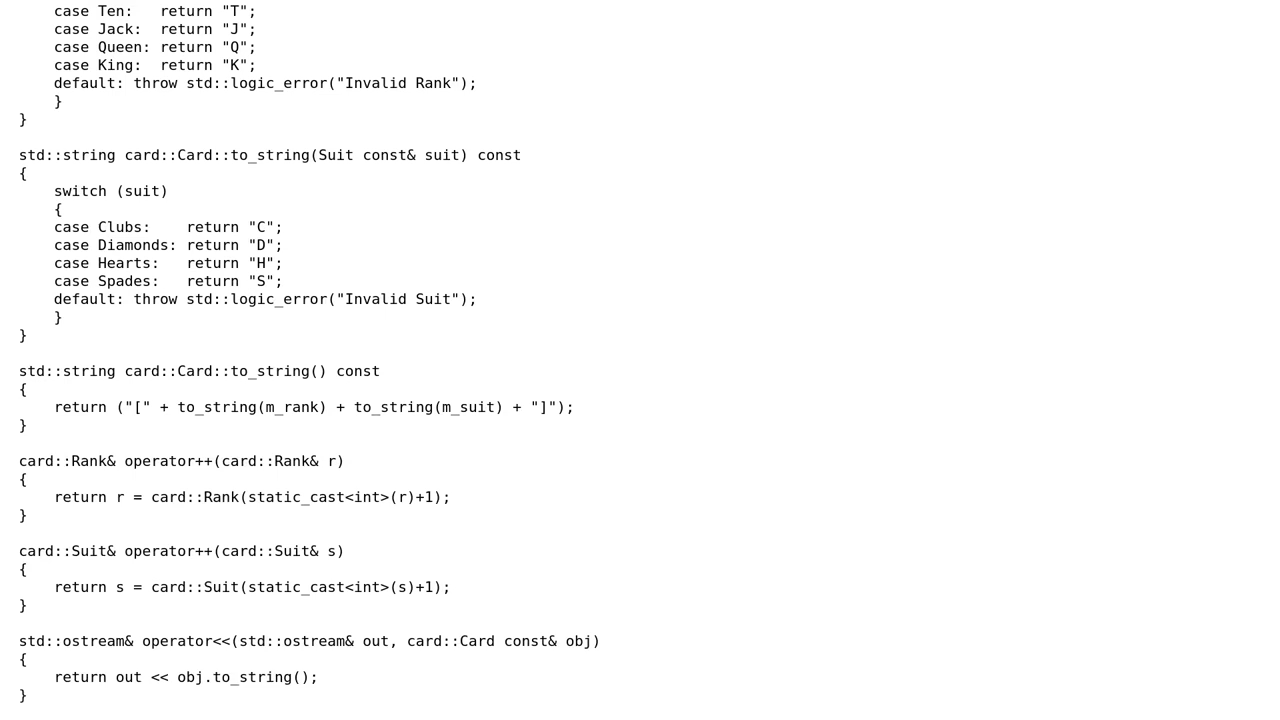 case Ten:   return "T";
    case Jack:  return "J";
    case Queen: return "Q";
    case King:  return "K";
    default: throw std::logic_error("Invalid Rank");
    }
}

std::string card::Card::to_string(Suit const& suit) const
{
    switch (suit)
    {
    case Clubs:    return "C";
    case Diamonds: return "D";
    case Hearts:   return "H";
    case Spades:   return "S";
    default: throw std::logic_error("Invalid Suit");
    }
}

std::string card::Card::to_string() const
{
    return ("[" + to_string(m_rank) + to_string(m_suit) + "]");
}

card::Rank& operator++(card::Rank& r)
{
    return r = card::Rank(static_cast<int>(r)+1);
}

card::Suit& operator++(card::Suit& s)
{
    return s = card::Suit(static_cast<int>(s)+1);
}

std::ostream& operator<<(std::ostream& out, card::Card const& obj)
{
    return out << obj.to_string();
}